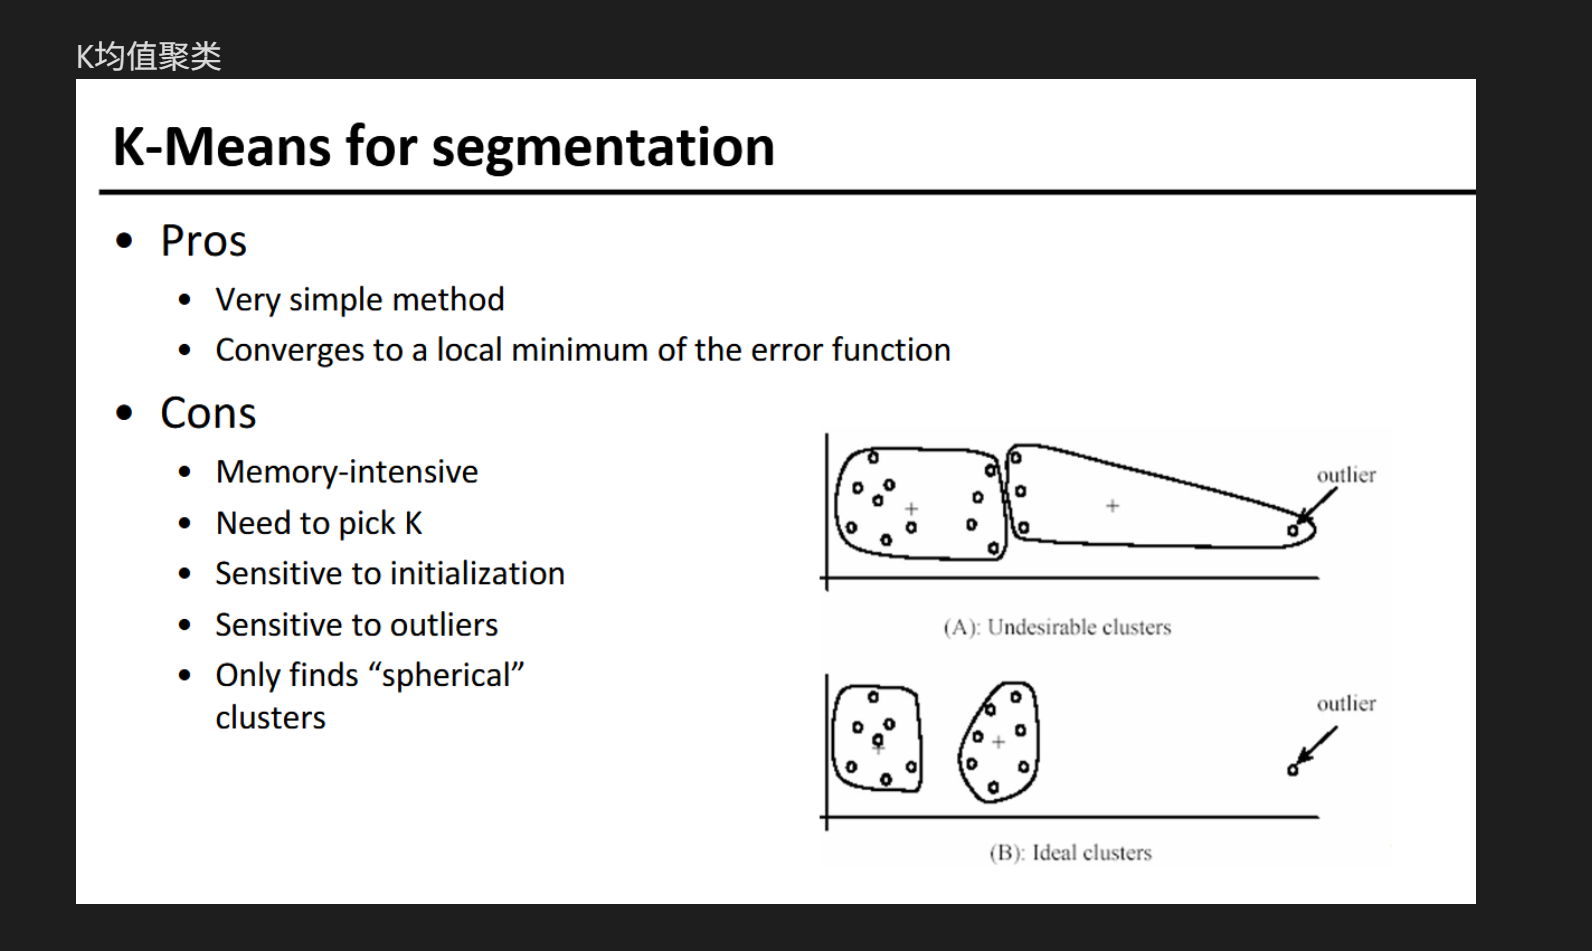 K均值聚类
K-Means for segmentation
• Pros
• Very simple method
• Converges to a local minimum of the error function
• Cons
• Memory-intensive
• Need to pick K
• Sensitive to initialization
• Sensitive to outliers
• Only finds “spherical”
clusters
outlier
(A): Undesirable clusters
outlier
(B): Ideal clusters